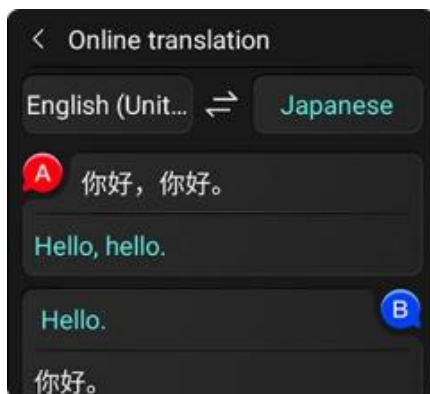 Online translation
English (Unit... Japanese
A
你好，你好。
Hello, hello.
Hello.
B
你好。